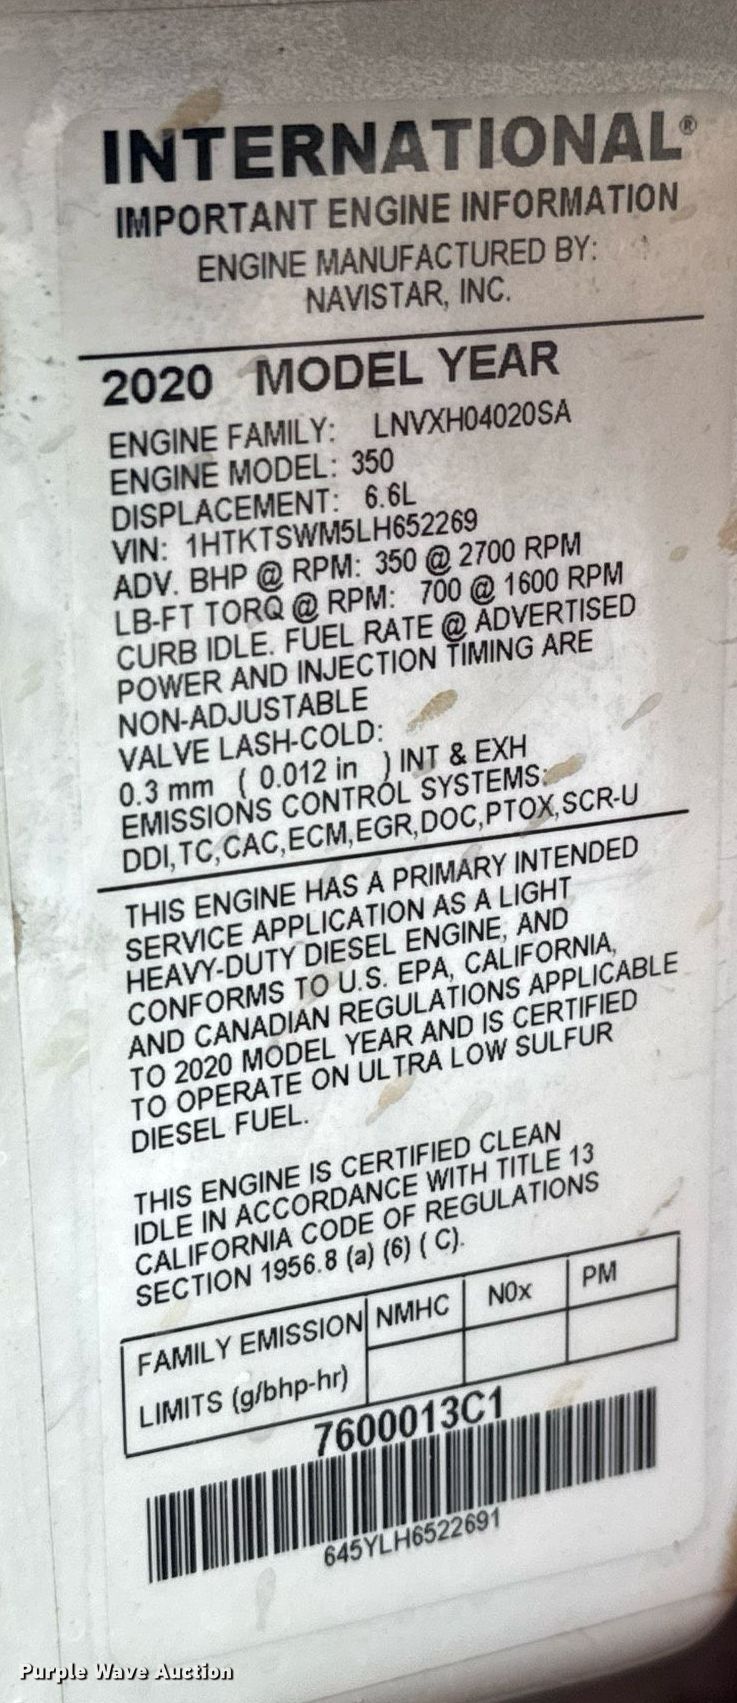 INTERNATIONAL®
IMPORTANT ENGINE INFORMATION
ENGINE MANUFACTURED BY:
NAVISTAR, INC.
2020 MODEL YEAR
ENGINE FAMILY: LNVXH04020SA
ENGINE MODEL: 350
DISPLACEMENT: 6.6L
VIN: 1HTKTSWM5LH652269
ADV. BHP @ RPM: 350 @ 2700 RPM
LB-FT TORQ @ RPM: 700 @ 1600 RPM
CURB IDLE. FUEL RATE @ ADVERTISED
POWER AND INJECTION TIMING ARE
NON-ADJUSTABLE
VALVE LASH-COLD:
0.3 mm ( 0.012 in ) INT & EXH
EMISSIONS CONTROL SYSTEMS:
DDI,TC,CAC,ECM,EGR,DOC,PTOX,SCR-U
THIS ENGINE HAS A PRIMARY INTENDED
SERVICE APPLICATION AS A LIGHT
HEAVY-DUTY DIESEL ENGINE, AND
CONFORMS TO U.S. EPA, CALIFORNIA,
AND CANADIAN REGULATIONS APPLICABLE
TO 2020 MODEL YEAR AND IS CERTIFIED
TO OPERATE ON ULTRA LOW SULFUR
DIESEL FUEL.
THIS ENGINE IS CERTIFIED CLEAN
IDLE IN ACCORDANCE WITH TITLE 13
CALIFORNIA CODE OF REGULATIONS
SECTION 1956.8 (a) (6) ( C).
FAMILY EMISSION NMHC N0x PM
LIMITS (g/bhp-hr)
7600013C1
645YLH6522691
Purple Wave Auction